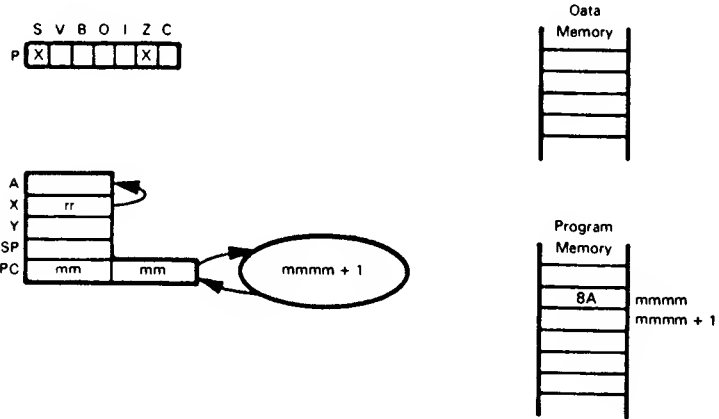 S V B O I Z C
P X X
Oata
Memory
A
X rr
Y
SP
PC mm mm
mmmm + 1
Program
Memory
8A mmmm
mmmm + 1